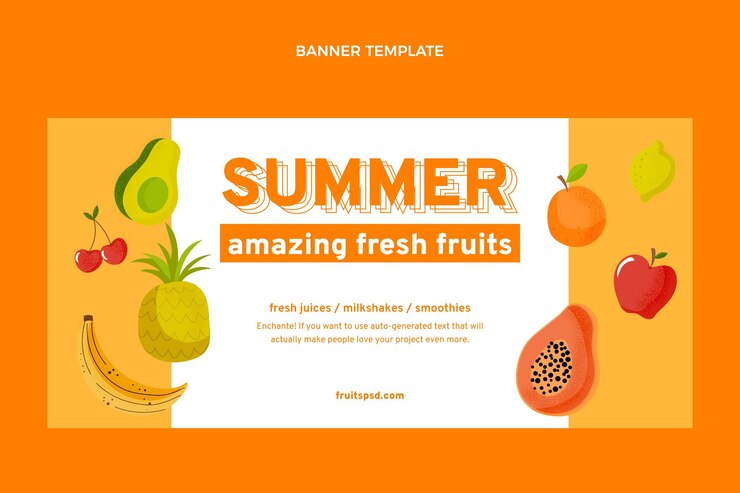 BANNER TEMPLATE
SUMMER
amazing fresh fruits
fresh juices / milkshakes / smoothies
Enchante! If you want to use auto-generated text that will
actually make people love your project even more.
fruitspsd.com